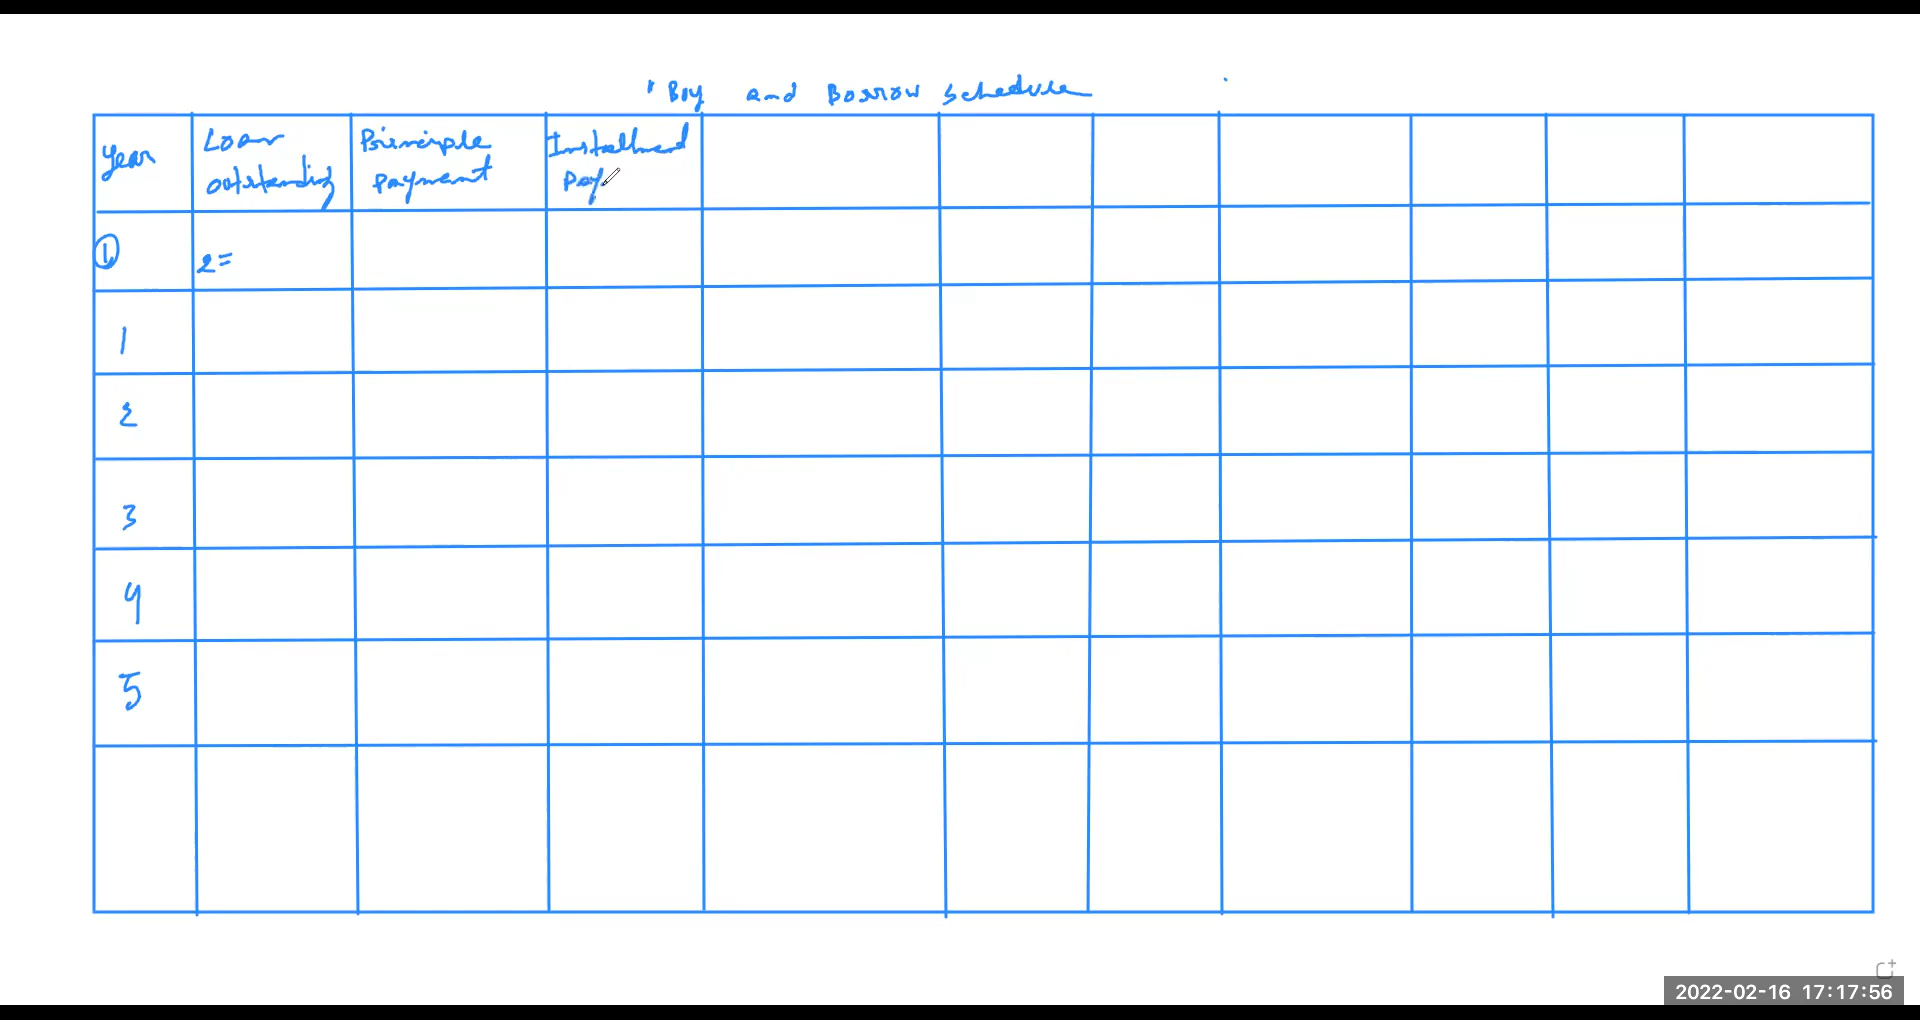 Buy and Borrow schedule
Year
Loan outstanding
Principle payment
Installment Pay
① 2=
1
2
3
4
5
2022-02-16 17:17:56